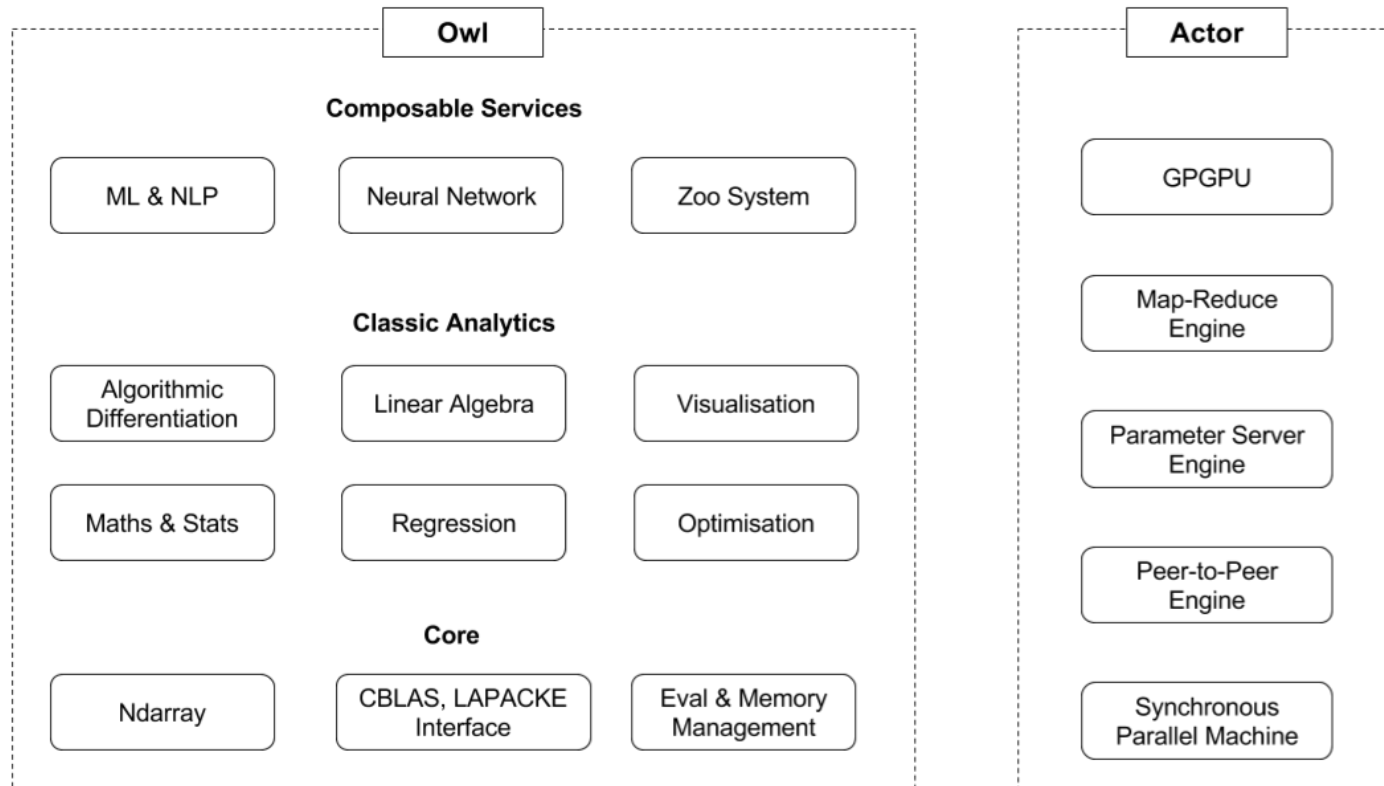 Owl
Composable Services
ML & NLP
Neural Network
Zoo System
Classic Analytics
Algorithmic
Differentiation
Linear Algebra
Visualisation
Maths & Stats
Regression
Optimisation
Core
Ndarray
CBLAS, LAPACKE
Interface
Eval & Memory
Management
Actor
GPGPU
Map-Reduce
Engine
Parameter Server
Engine
Peer-to-Peer
Engine
Synchronous
Parallel Machine